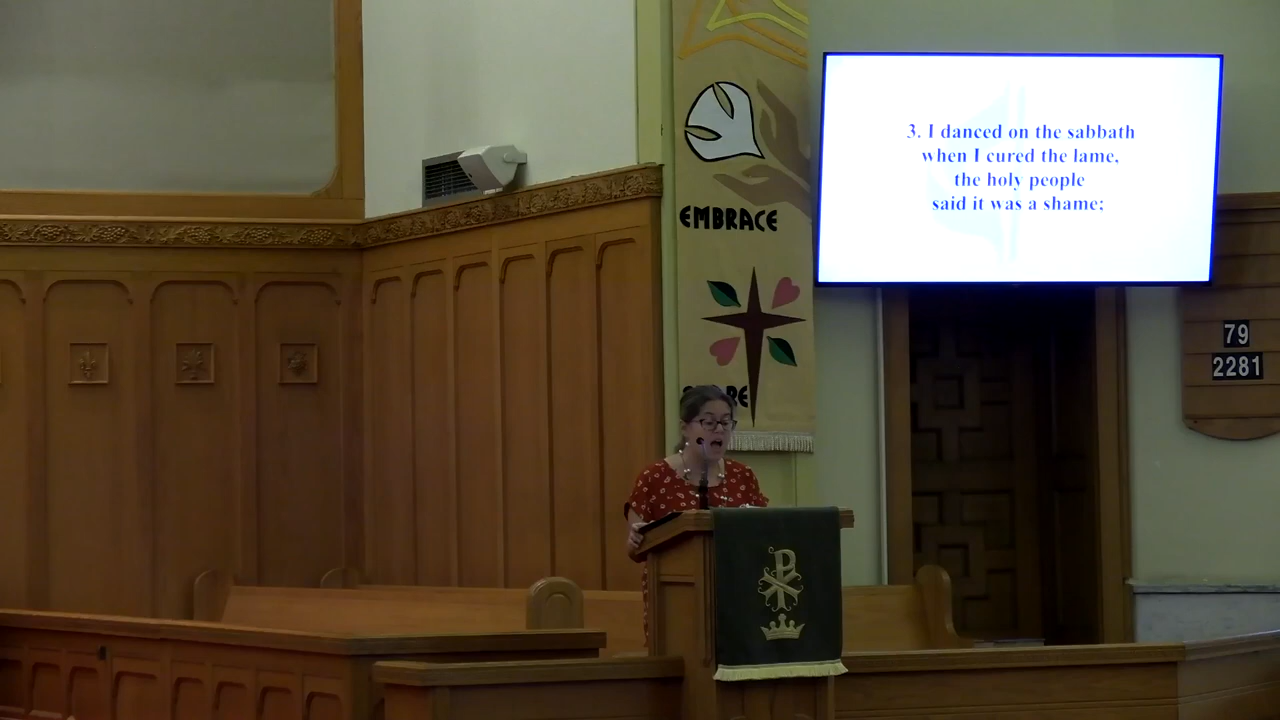 EMBRACE
3. I danced on the sabbath
when I cured the lame,
the holy people
said it was a shame;
79
2281